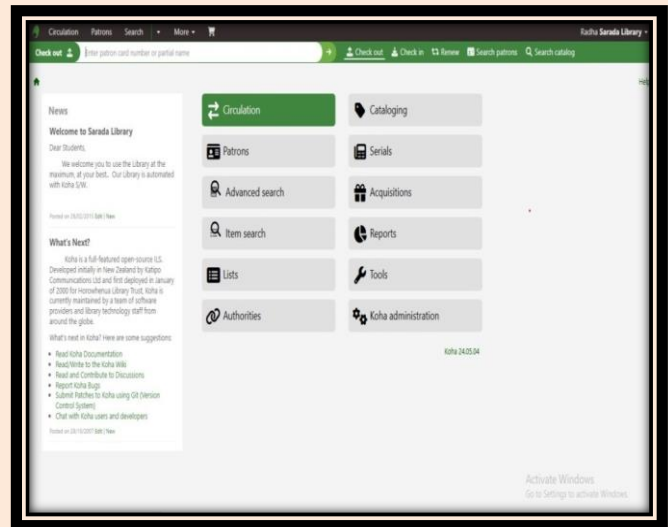 Circulation Patrons Search More
Radha Sarada Library
Check out Enter patron card number or partial name
Check out Check in Renew Search patrons Search catalog
Help
News
Welcome to Sarada Library
Dear Students,
We welcome you to use the Library at the
maximum, at your best.. Our Library is automated
with Koha S/W.
Edit | New
What's Next?
Koha is a full-featured open-source ILS.
Developed initially in New Zealand by Katipo
Communications Ltd and first deployed in January
of 2000 for Horowhenua Library Trust, Koha is
currently maintained by a team of software
providers and library technology staff from
around the globe.
What's next in Koha? Here are some suggestions:
Read Koha Documentation
Read/Write to the Koha Wiki
Read and Contribute to Discussions
Report Koha Bugs
Submit Patches to Koha using Git (Version
Control System)
Chat with Koha users and developers
Edit | New
Circulation
Patrons
Advanced search
Item search
Lists
Authorities
Cataloging
Serials
Acquisitions
Reports
Tools
Koha administration
Koha 24.05.04
Activate Windows
Go to Settings to activate Windows.